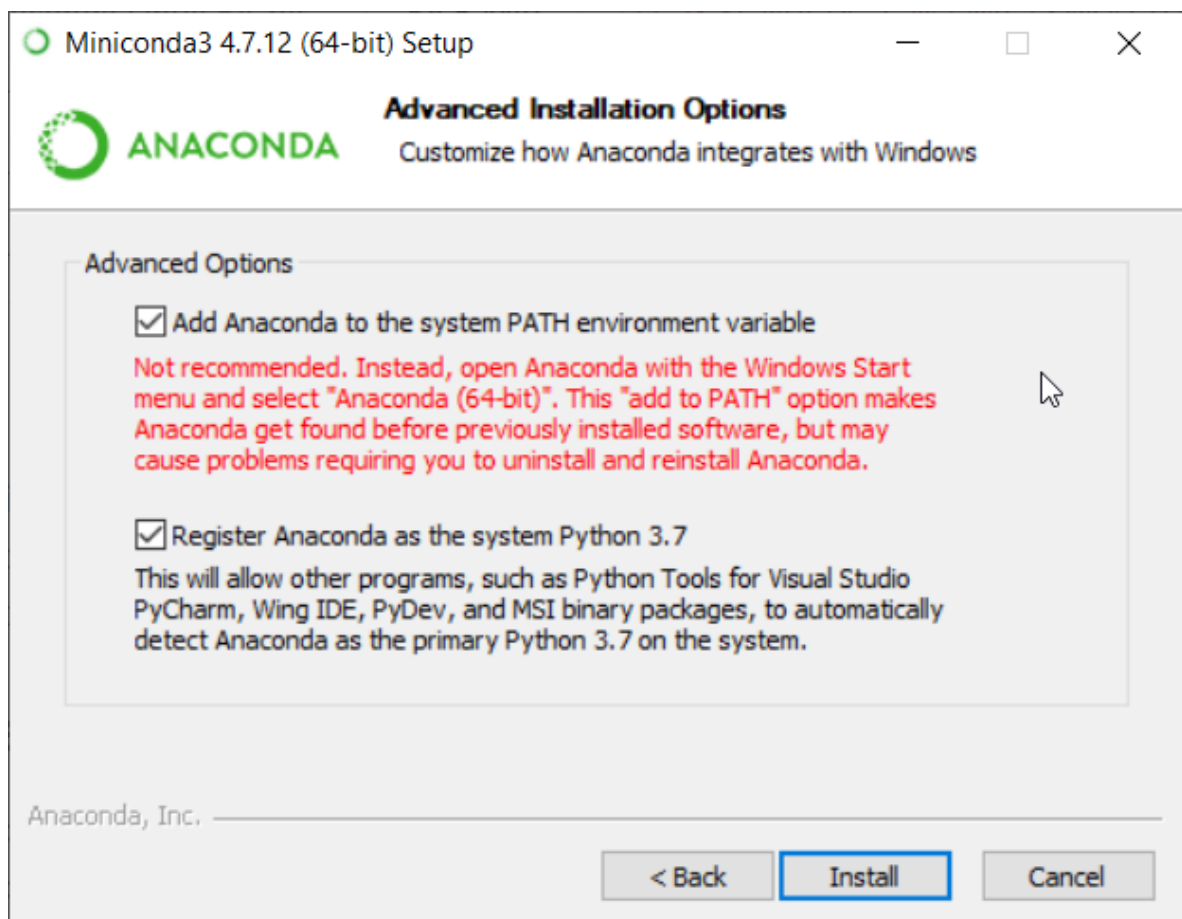 Miniconda3 4.7.12 (64-bit) Setup
ANACONDA
Advanced Installation Options
Customize how Anaconda integrates with Windows
Advanced Options
Add Anaconda to the system PATH environment variable
Not recommended. Instead, open Anaconda with the Windows Start
menu and select "Anaconda (64-bit)". This "add to PATH" option makes
Anaconda get found before previously installed software, but may
cause problems requiring you to uninstall and reinstall Anaconda.
Register Anaconda as the system Python 3.7
This will allow other programs, such as Python Tools for Visual Studio
PyCharm, Wing IDE, PyDev, and MSI binary packages, to automatically
detect Anaconda as the primary Python 3.7 on the system.
Anaconda, Inc.
< Back
Install
Cancel